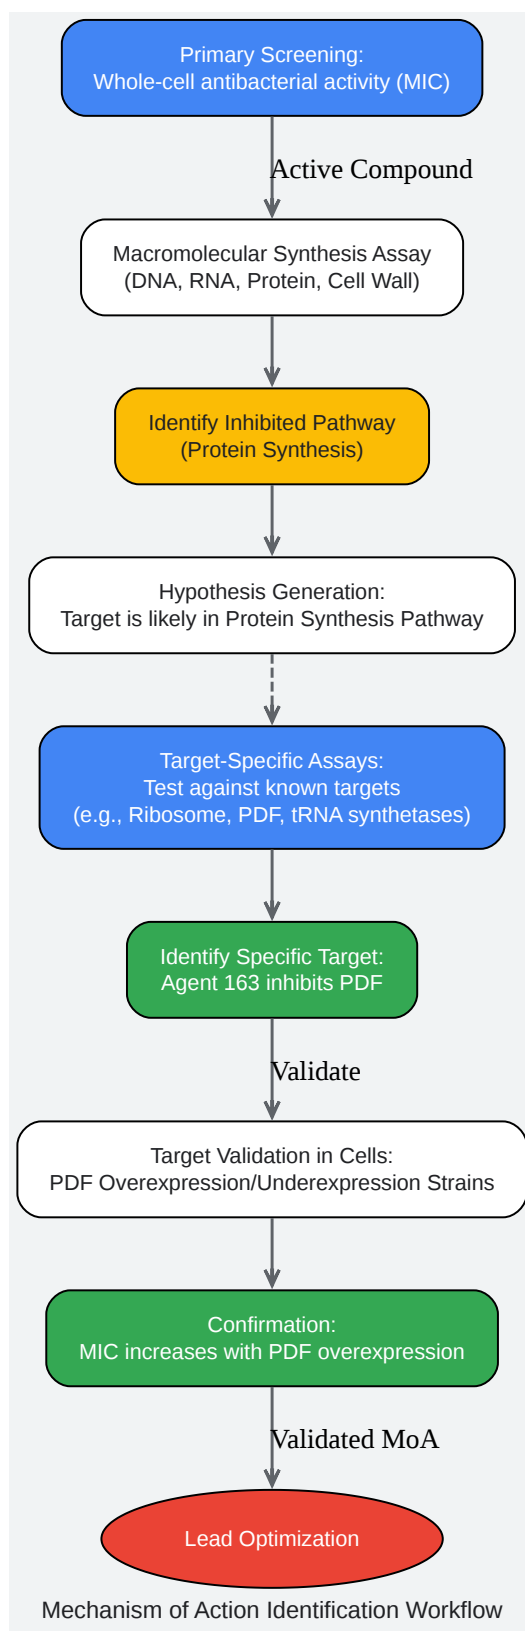 Primary Screening:
Whole-cell antibacterial activity (MIC)
Active Compound
Macromolecular Synthesis Assay
(DNA, RNA, Protein, Cell Wall)
Identify Inhibited Pathway
(Protein Synthesis)
Hypothesis Generation:
Target is likely in Protein Synthesis Pathway
Target-Specific Assays:
Test against known targets
(e.g., Ribosome, PDF, tRNA synthetases)
Identify Specific Target:
Agent 163 inhibits PDF
Validate
Target Validation in Cells:
PDF Overexpression/Underexpression Strains
Confirmation:
MIC increases with PDF overexpression
Validated MoA
Lead Optimization
Mechanism of Action Identification Workflow